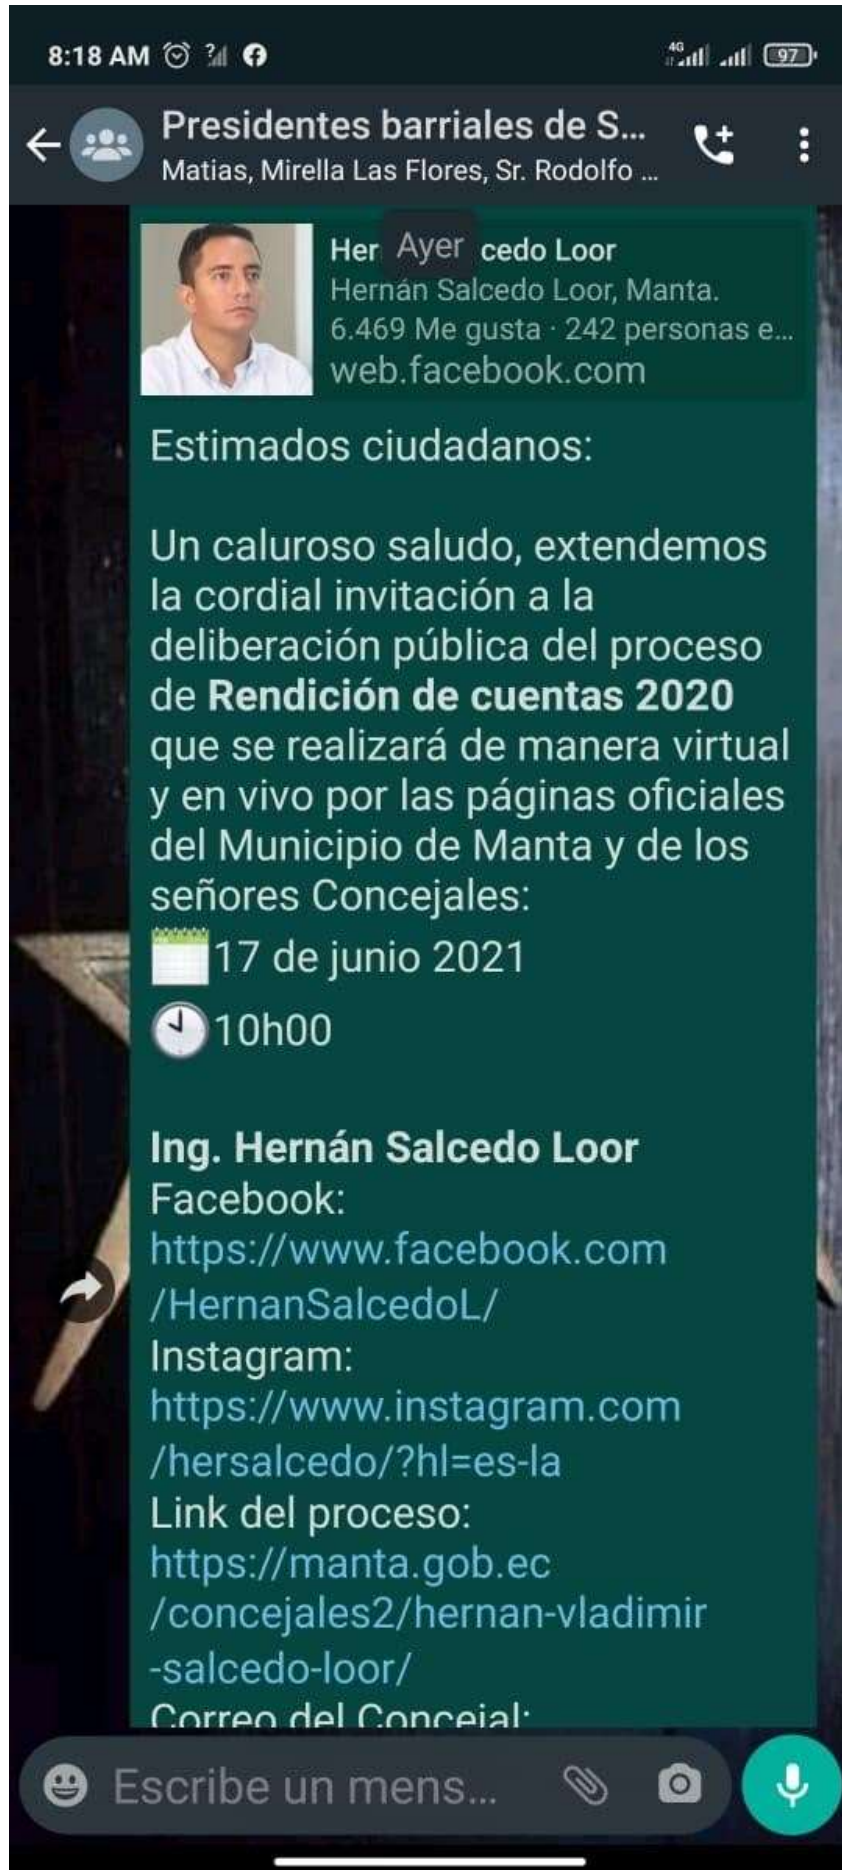 8:18 AM
4G
97
Presidentes barriales de S...
Matias, Mirella Las Flores, Sr. Rodolfo ...
Ayer
Her cedo Loor
Hernán Salcedo Loor, Manta.
6.469 Me gusta · 242 personas e...
web.facebook.com
Estimados ciudadanos:
Un caluroso saludo, extendemos
la cordial invitación a la
deliberación pública del proceso
de Rendición de cuentas 2020
que se realizará de manera virtual
y en vivo por las páginas oficiales
del Municipio de Manta y de los
señores Concejales:
17 de junio 2021
10h00
Ing. Hernán Salcedo Loor
Facebook:
https://www.facebook.com
/HernanSalcedoL/
Instagram:
https://www.instagram.com
/hersalcedo/?hl=es-la
Link del proceso:
https://manta.gob.ec
/concejales2/hernan-vladimir
-salcedo-loor/
Correo del Concejal:
Escribe un mens...